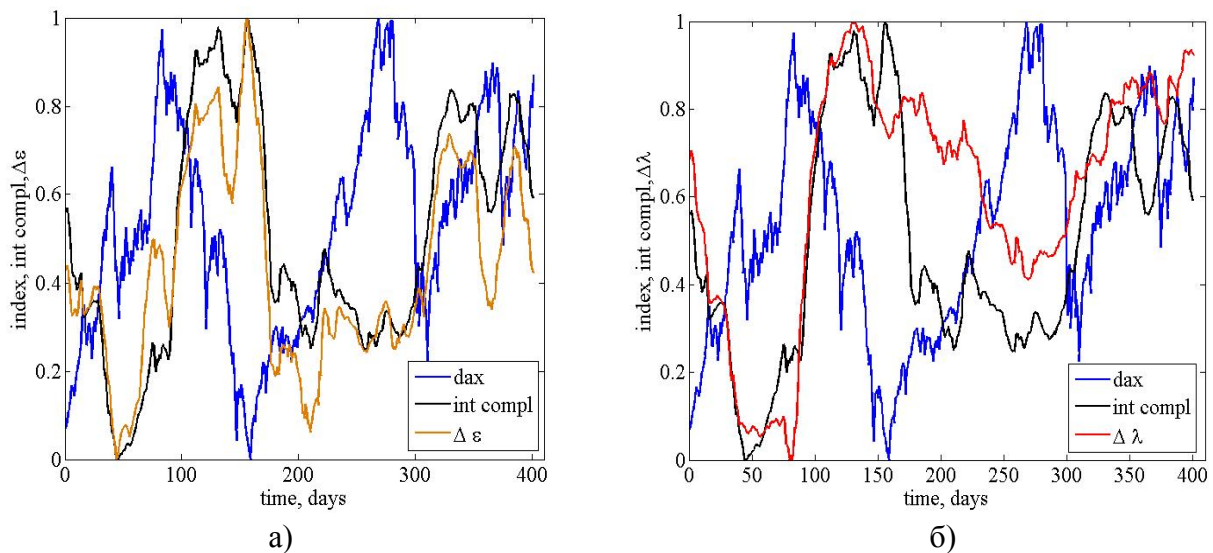 index, int compl,Δε
1
0.8
0.6
0.4
0.2
0
0 100 200 300 400
time, days
dax
int compl
Δ ε
а)
index, int compl,Δλ
1
0.8
0.6
0.4
0.2
0
0 50 100 150 200 250 300 350 400
time, days
dax
int compl
Δ λ
б)